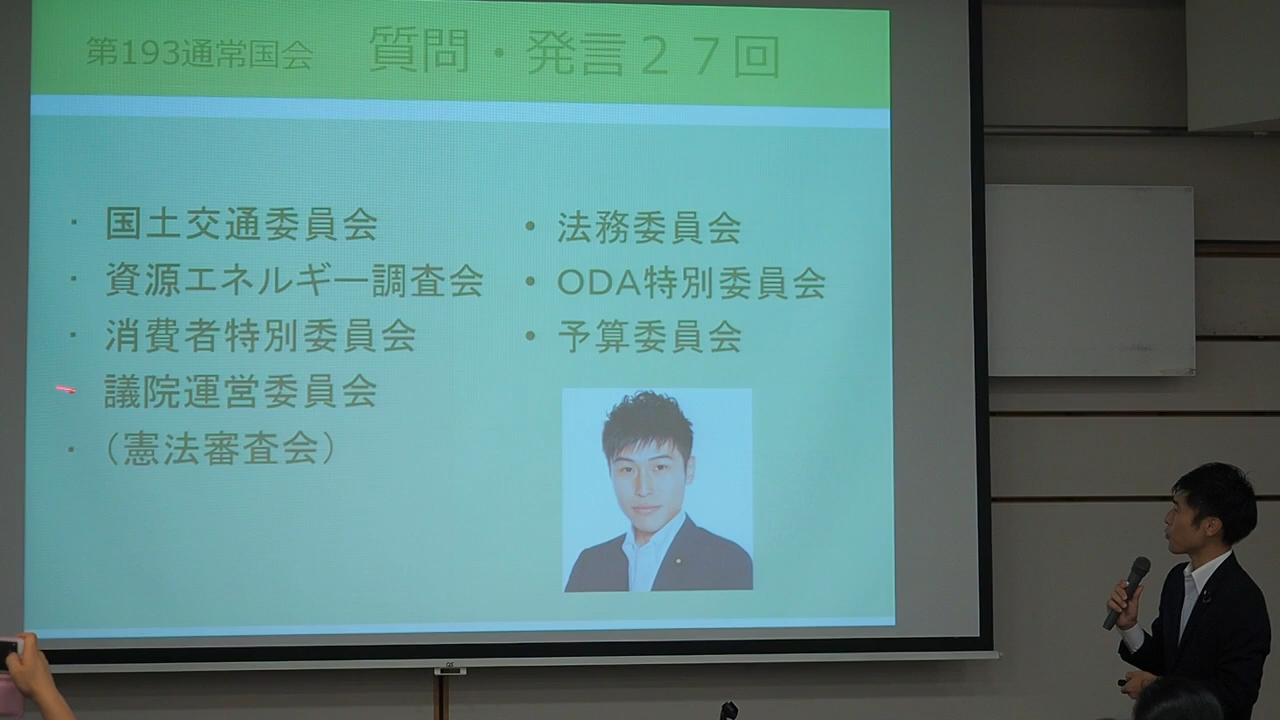 第193通常国会 質問・発言27回
・ 国土交通委員会
・ 資源エネルギー調査会
・ 消費者特別委員会
議院運営委員会
・ (憲法審査会)
• 法務委員会
• ODA特別委員会
• 予算委員会